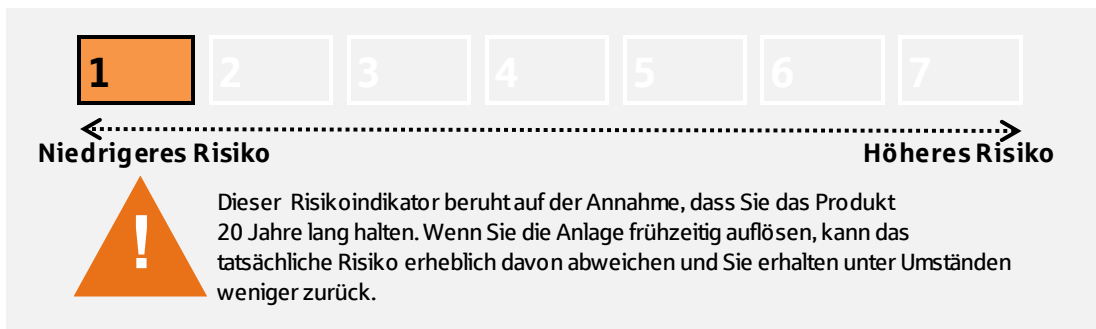 1 2 3 4 5 6 7
Niedrigeres Risiko Höheres Risiko
!
Dieser Risikoindikator beruht auf der Annahme, dass Sie das Produkt
20 Jahre lang halten. Wenn Sie die Anlage frühzeitig auflösen, kann das
tatsächliche Risiko erheblich davon abweichen und Sie erhalten unter Umständen
weniger zurück.